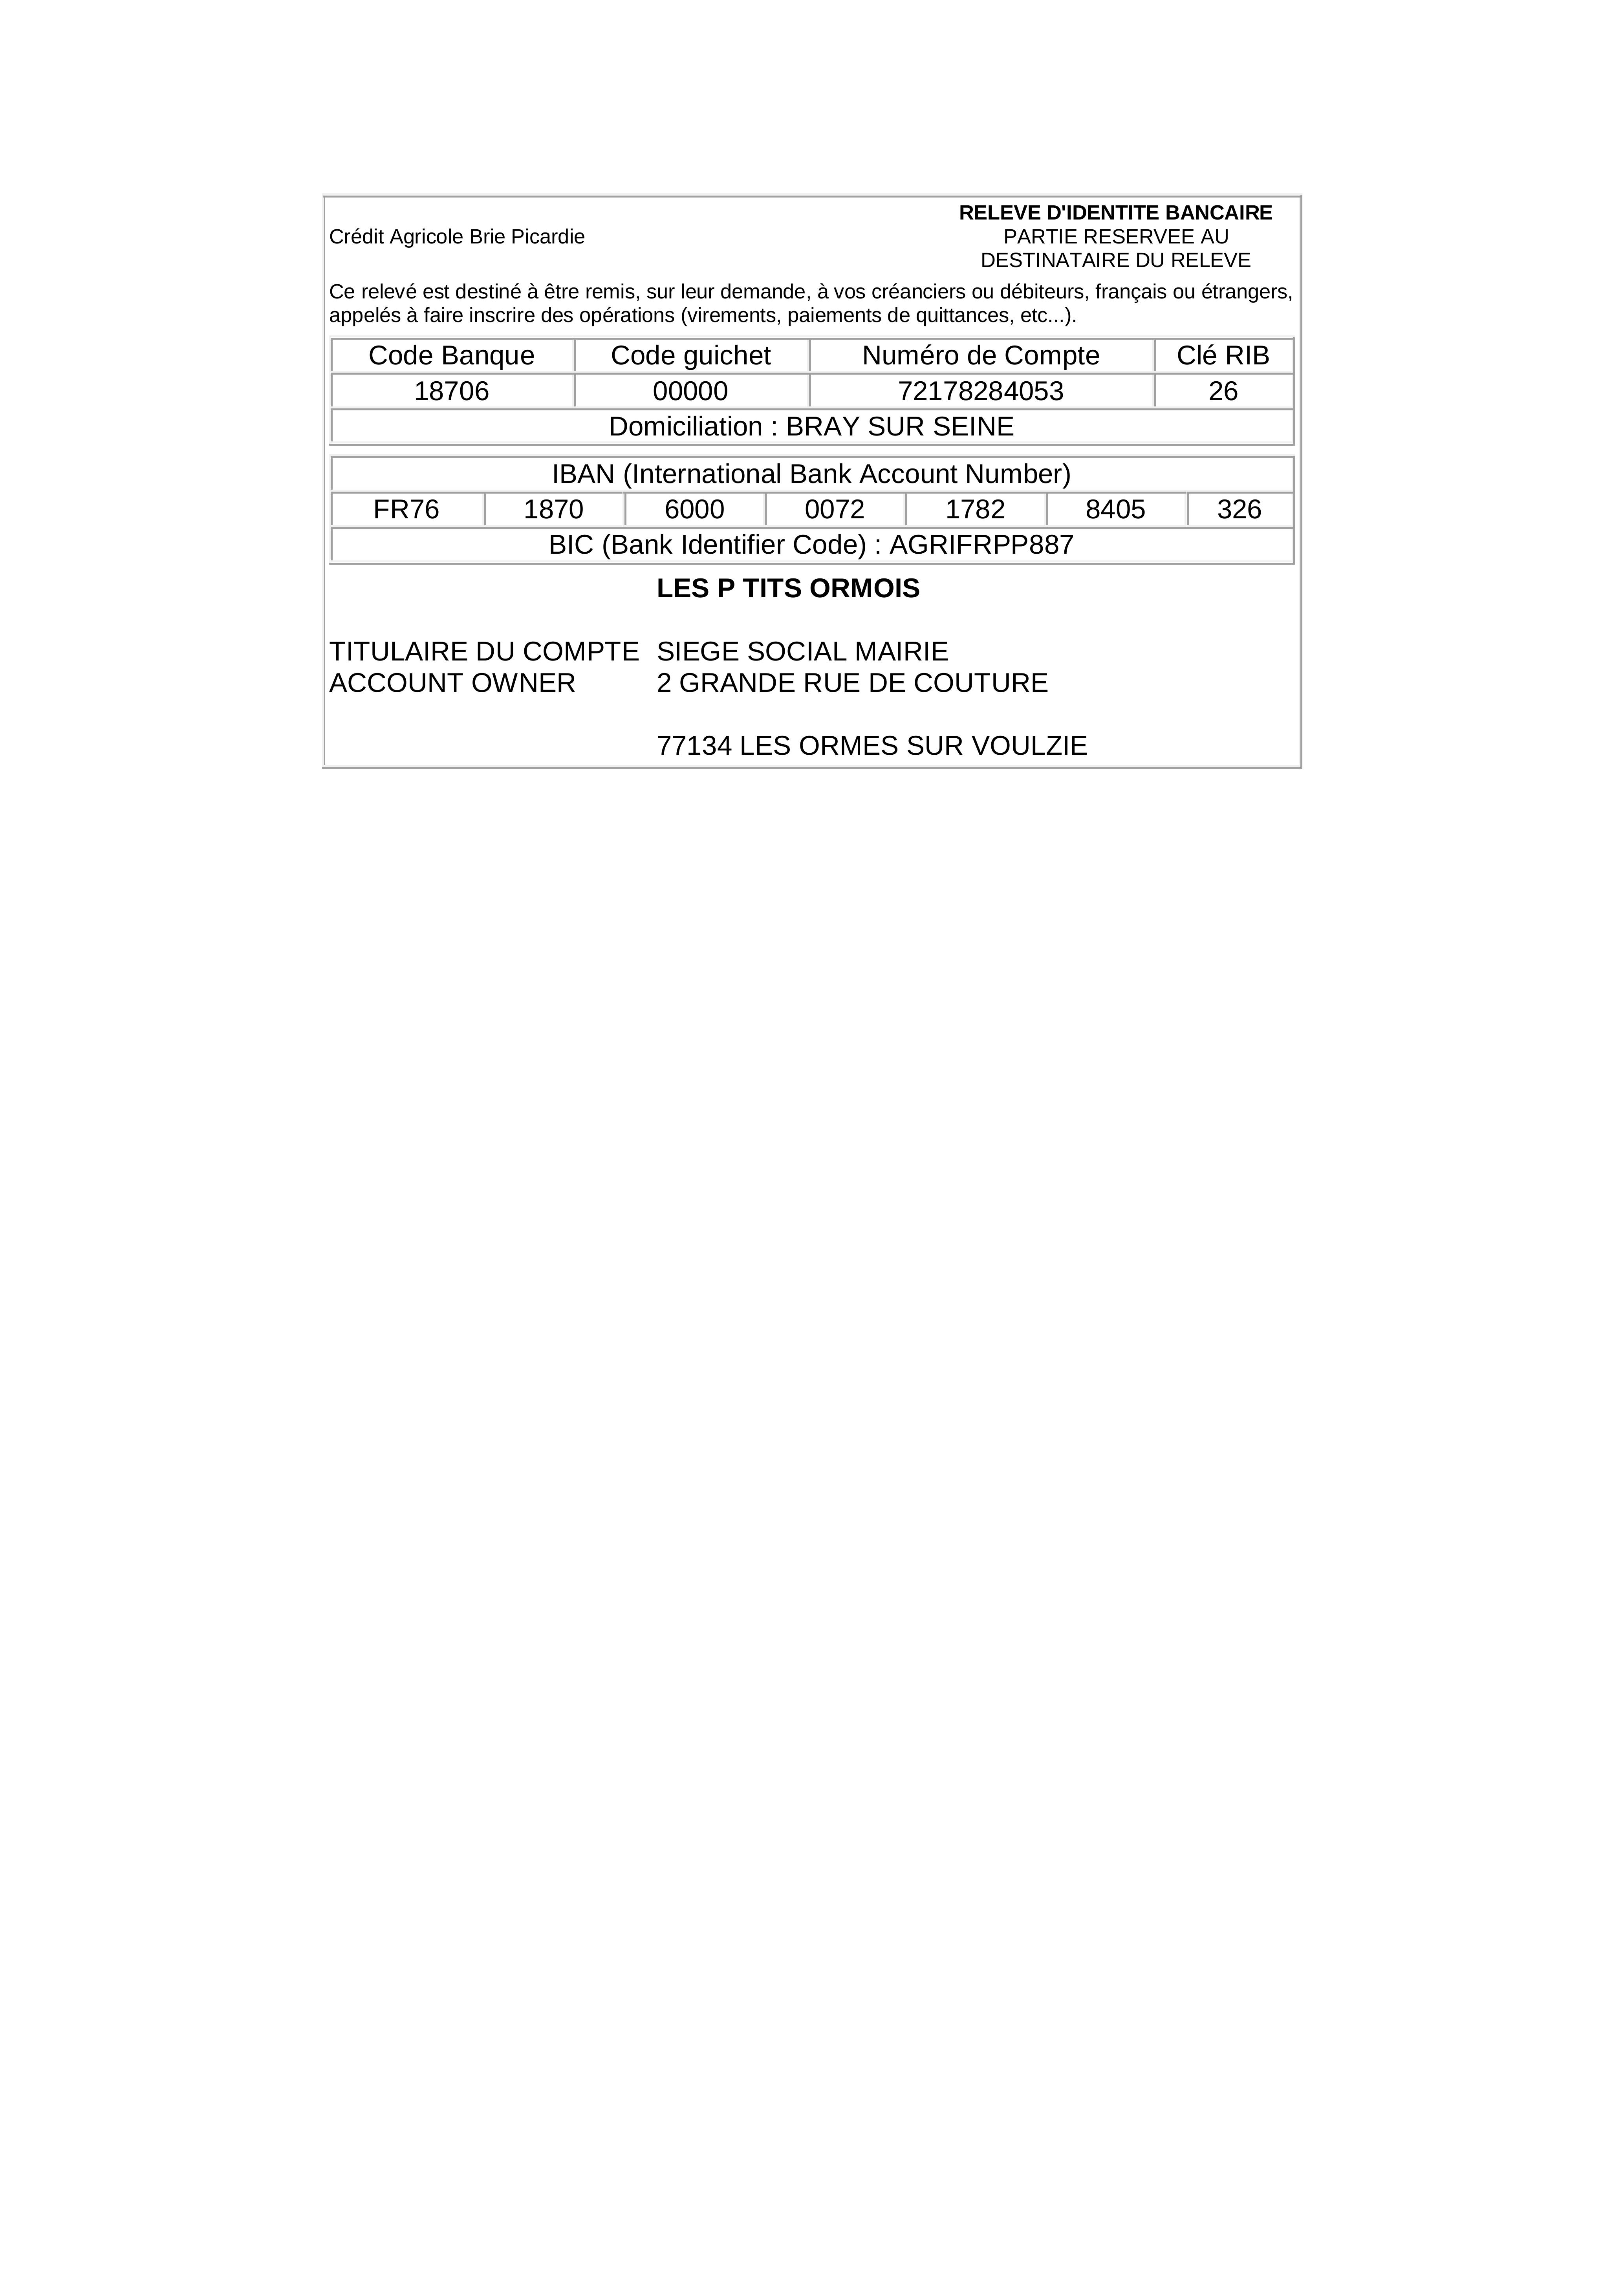 Crédit Agricole Brie Picardie
RELEVE D'IDENTITE BANCAIRE
PARTIE RESERVEE AU
DESTINATAIRE DU RELEVE
Ce relevé est destiné à être remis, sur leur demande, à vos créanciers ou débiteurs, français ou étrangers,
appelés à faire inscrire des opérations (virements, paiements de quittances, etc...).
Code Banque Code guichet Numéro de Compte Clé RIB
18706 00000 72178284053 26
Domiciliation : BRAY SUR SEINE
IBAN (International Bank Account Number)
FR76 1870 6000 0072 1782 8405 326
BIC (Bank Identifier Code) : AGRIFRPP887
LES P TITS ORMOIS
TITULAIRE DU COMPTE SIEGE SOCIAL MAIRIE
ACCOUNT OWNER 2 GRANDE RUE DE COUTURE
77134 LES ORMES SUR VOULZIE